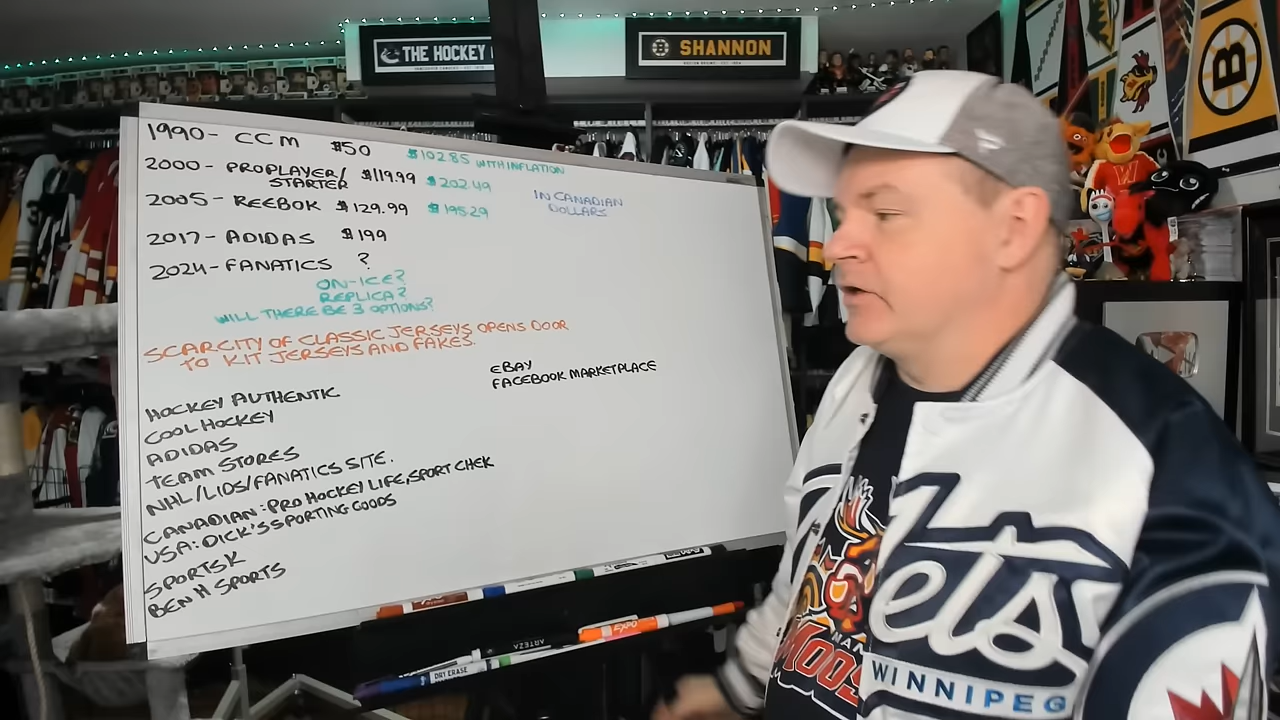 THE HOCKEY
SHANNON
1990- CCM $50 $102.85 WITH INFLATION
2000- PROPLAYER/ STARTER $119.99 $202.49
2005- REEBOK $129.99 $195.29
IN CANADIAN DOLLARS
2017- ADIDAS $199
2024- FANATICS ?
ON-ICE?
REPLICA?
WILL THERE BE 3 OPTIONS?
SCARCITY OF CLASSIC JERSEYS OPENS DOOR
TO KIT JERSEYS AND FAKES.
EBAY
FACEBOOK MARKETPLACE
HOCKEY AUTHENTIC
COOL HOCKEY
ADIDAS
TEAM STORES
NHL/LIDS/FANATICS SITE.
CANADIAN: PRO HOCKEY LIFE, SPORT CHEK
USA: DICK'S SPORTING GOODS
SPORTSK
BEN H SPORTS
EXPO
ARTEZA
DRY ERASE
B
W
Jets
WINNIPEG
MOOS